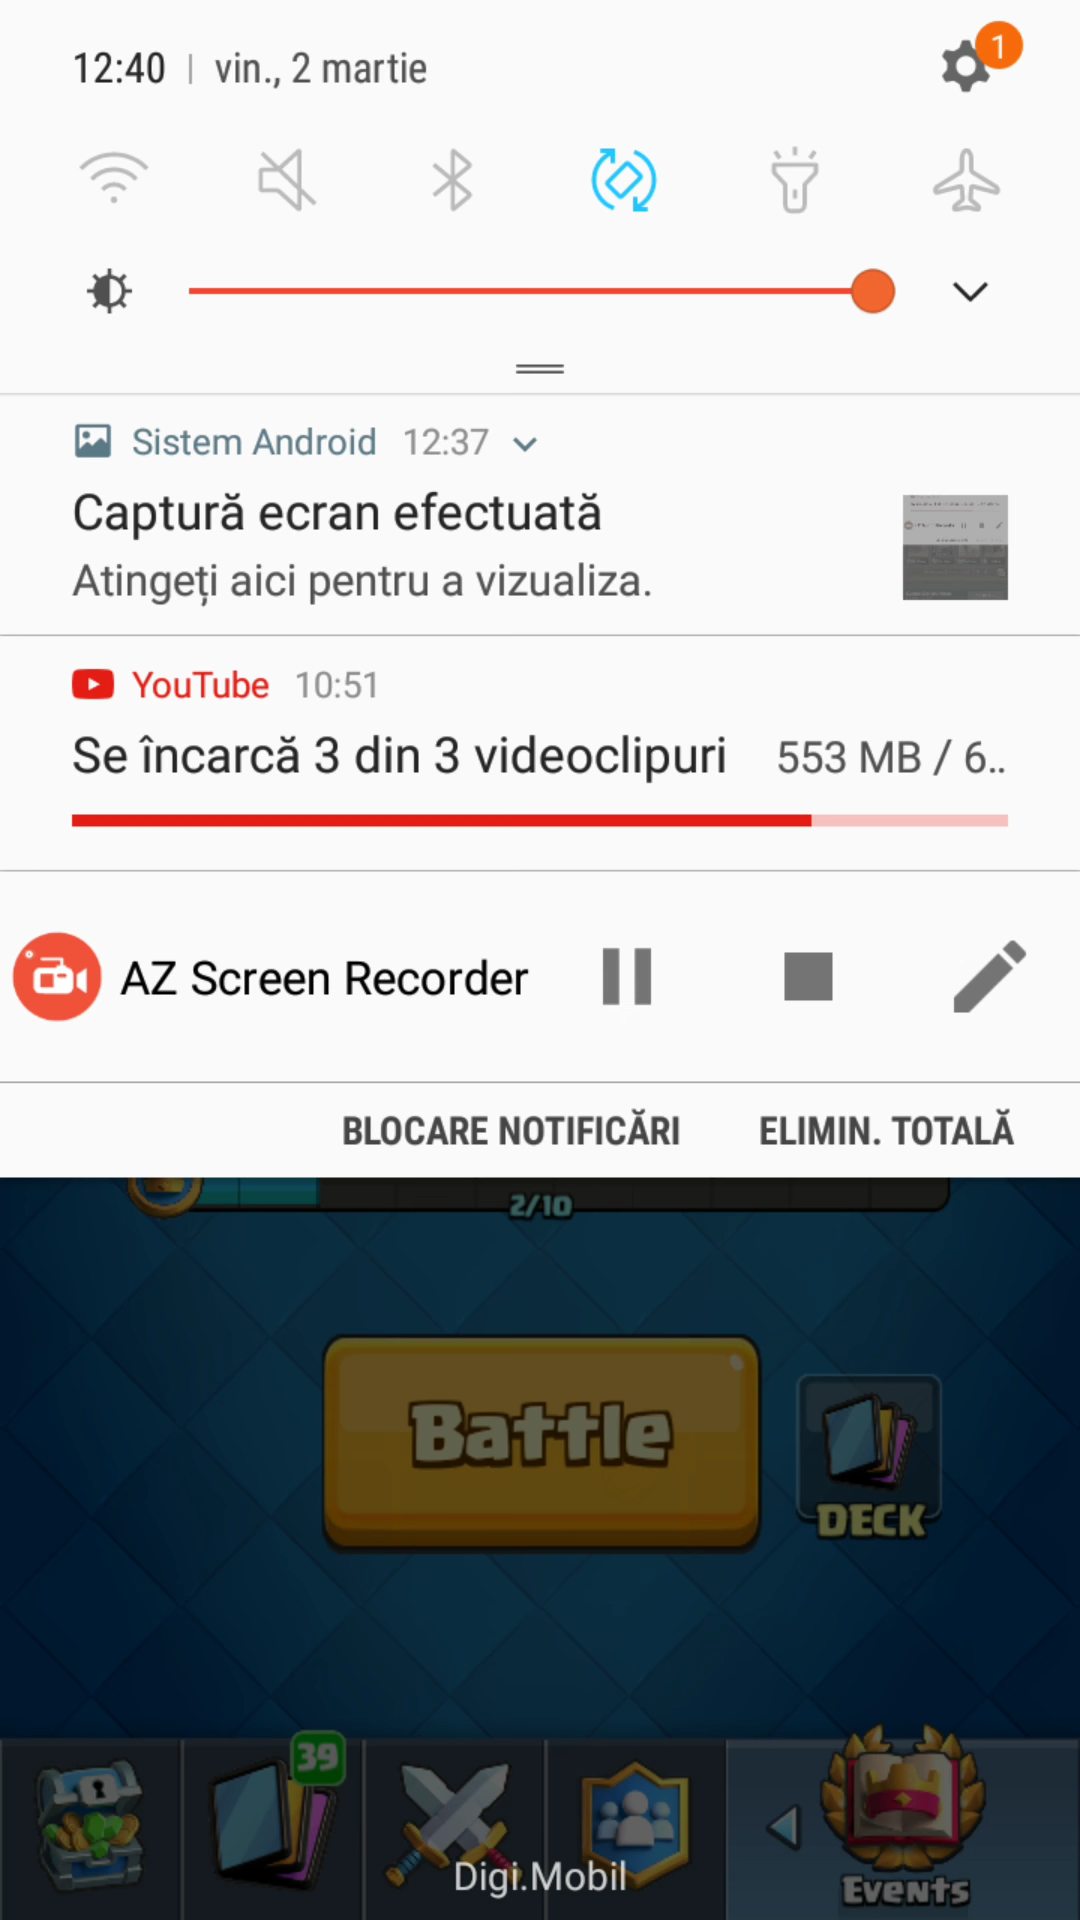 12:40 | vin., 2 martie
1
Sistem Android 12:37
Captură ecran efectuată
Atingeți aici pentru a vizualiza.
YouTube 10:51
Se încarcă 3 din 3 videoclipuri 553 MB / 6..
AZ Screen Recorder
BLOCARE NOTIFICĂRI ELIMIN. TOTALĂ
2/10
Battle
DECK
39
Digi.Mobil
Events